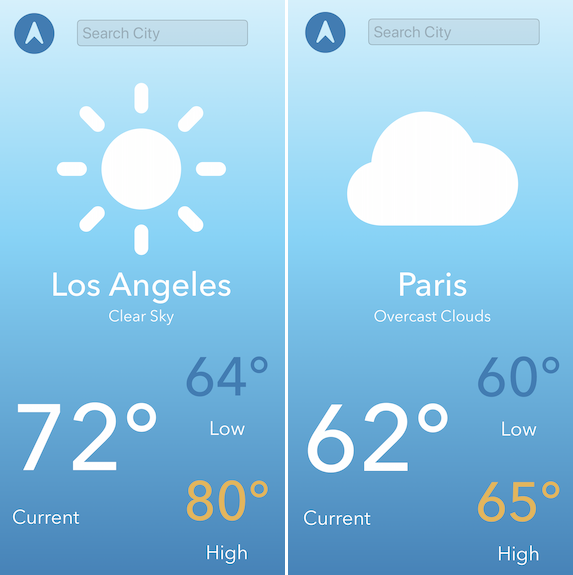 Search City
Los Angeles
Clear Sky
64°
Low
72°
80°
Current
High
Search City
Paris
Overcast Clouds
60°
Low
62°
65°
Current
High